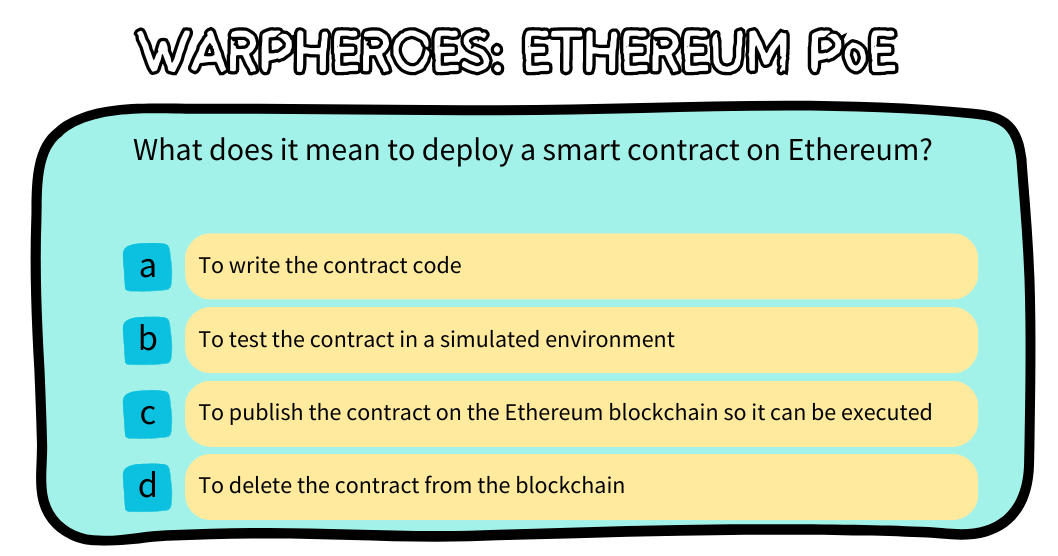 WARPHEROES: ETHEREUM PoE
What does it mean to deploy a smart contract on Ethereum?
a To write the contract code
b To test the contract in a simulated environment
c To publish the contract on the Ethereum blockchain so it can be executed
d To delete the contract from the blockchain